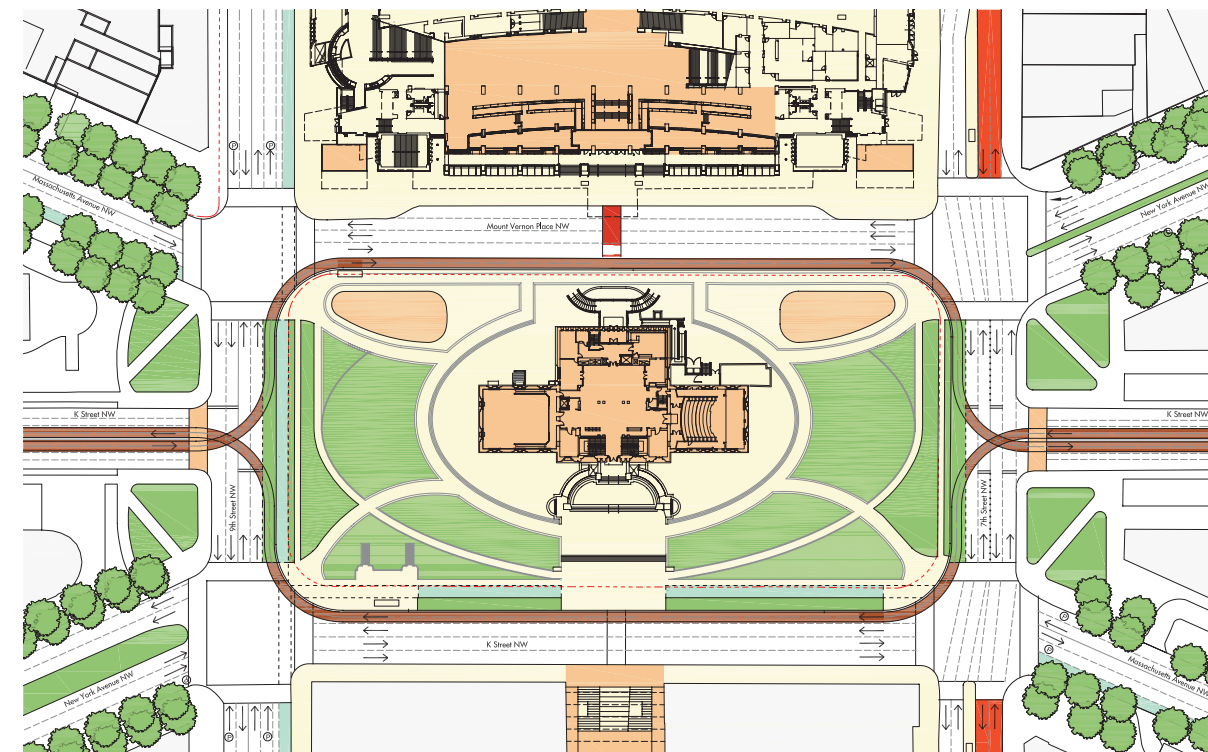 P
P
Massachusetts Avenue NW
Mount Vernon Place NW
New York Avenue NW
K Street NW
K Street NW
9th Street NW
7th Street NW
P
K Street NW
P
Massachusetts Avenue NW
New York Avenue NW
P
P